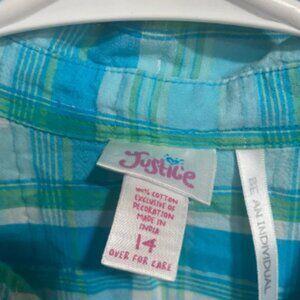 Justice
100% COTTON
EXCLUSIVE OF
DECORATION
MADE IN
INDIA
14
OVER FOR CARE
BE AN INDIVIDUAL